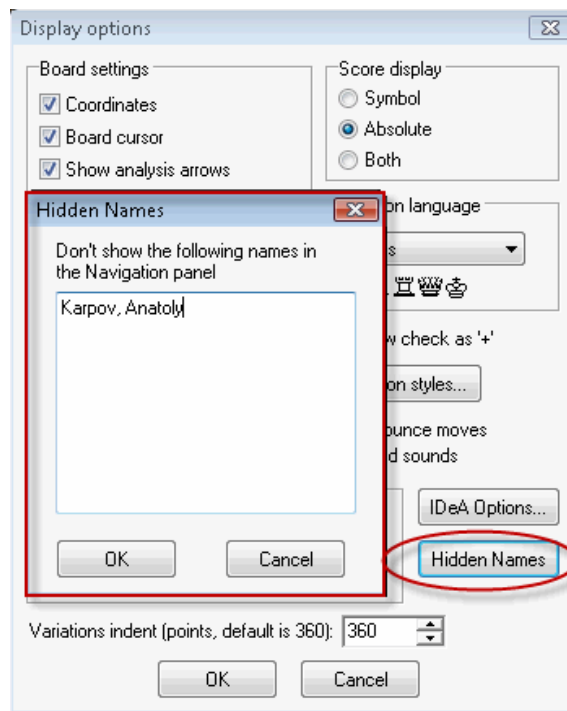 Display options
Board settings
Coordinates
Board cursor
Show analysis arrows
Score display
Symbol
Absolute
Both
Hidden Names
Don't show the following names in
the Navigation panel
Karpov, Anatoly
OK
Cancel
on language
s
w check as '+'
on styles...
ounce moves
d sounds
IDeA Options...
Hidden Names
Variations indent (points, default is 360):
360
OK
Cancel